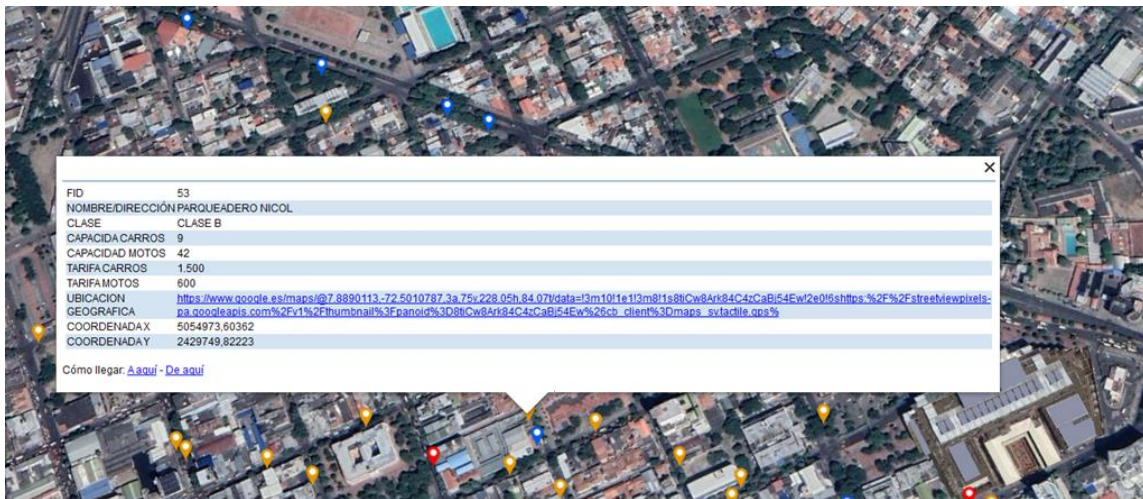 FID 53
NOMBRE/DIRECCIÓN PARQUEADERO NICOL
CLASE CLASE B
CAPACIDA CARROS 9
CAPACIDAD MOTOS 42
TARIFA CARROS 1.500
TARIFA MOTOS 600
UBICACION GEOGRAFICA https://www.google.es/maps/@7.8890113,-72.5010787,3a,75y,228.05h,84.07t/data=!3m10!1e1!3m8!1s8tiCw8Ark84C4zCaBj54Ew!2e0!6shttps:%2F%2Fstreetviewpixels-
pa.googleapis.com%2Fv1%2Fthumbnail%3Fpanoid%3D8tiCw8Ark84C4zCaBj54Ew%26cb_client%3Dmaps_sv.tactile.gps%
COORDENADA X 5054973,60362
COORDENADA Y 2429749,82223
Cómo llegar: A aquí - De aquí